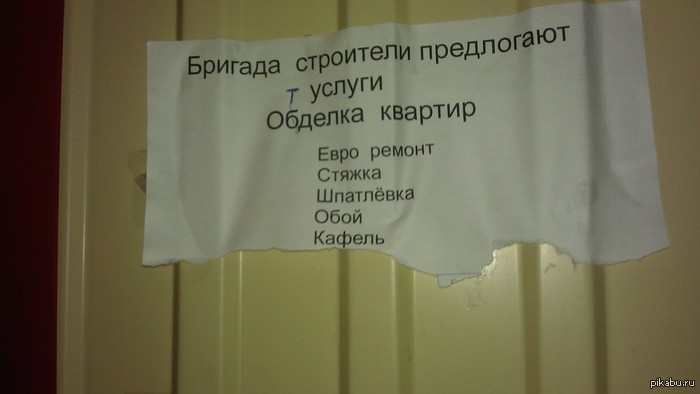 Бригада строители предлогают
т услуги
Обделка квартир
Евро ремонт
Стяжка
Шпатлёвка
Обой
Кафель
pikabu.ru